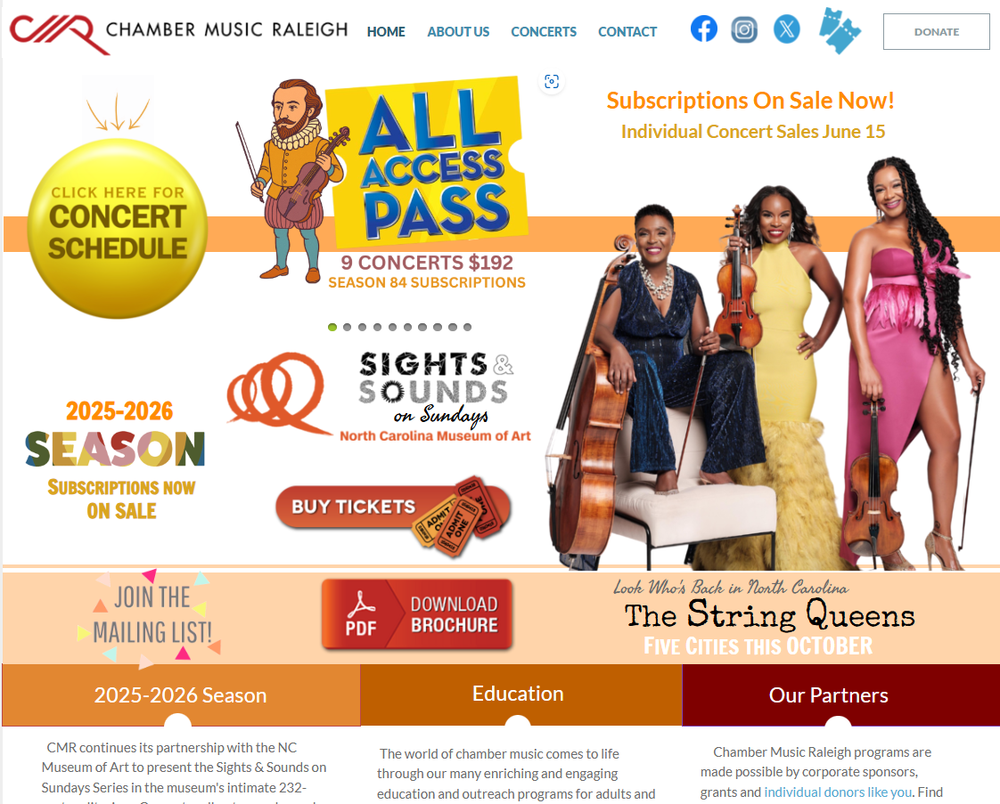 CMR CHAMBER MUSIC RALEIGH
HOME ABOUT US CONCERTS CONTACT
DONATE
CLICK HERE FOR
CONCERT
SCHEDULE
ALL
ACCESS
PASS
9 CONCERTS $192
SEASON 84 SUBSCRIPTIONS
Subscriptions On Sale Now!
Individual Concert Sales June 15
2025-2026
SEASON
SUBSCRIPTIONS NOW
ON SALE
SIGHTS &
SOUNDS
on Sundays
North Carolina Museum of Art
BUY TICKETS
ADMIT
ONE
ADMIT
ONE
JOIN THE
MAILING LIST!
PDF
DOWNLOAD
BROCHURE
Look Who's Back in North Carolina
The String Queens
FIVE CITIES THIS OCTOBER
2025-2026 Season
CMR continues its partnership with the NC
Museum of Art to present the Sights & Sounds on
Sundays Series in the museum's intimate 232-
Education
The world of chamber music comes to life
through our many enriching and engaging
education and outreach programs for adults and
Our Partners
Chamber Music Raleigh programs are
made possible by corporate sponsors,
grants and individual donors like you. Find